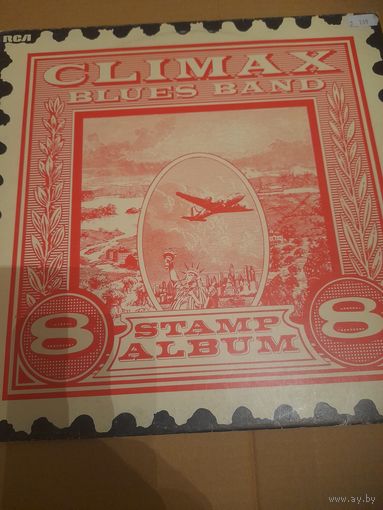 RCA
CLIMAX
BLUES BAND
8 STAMP 8
ALBUM
www.ay.by